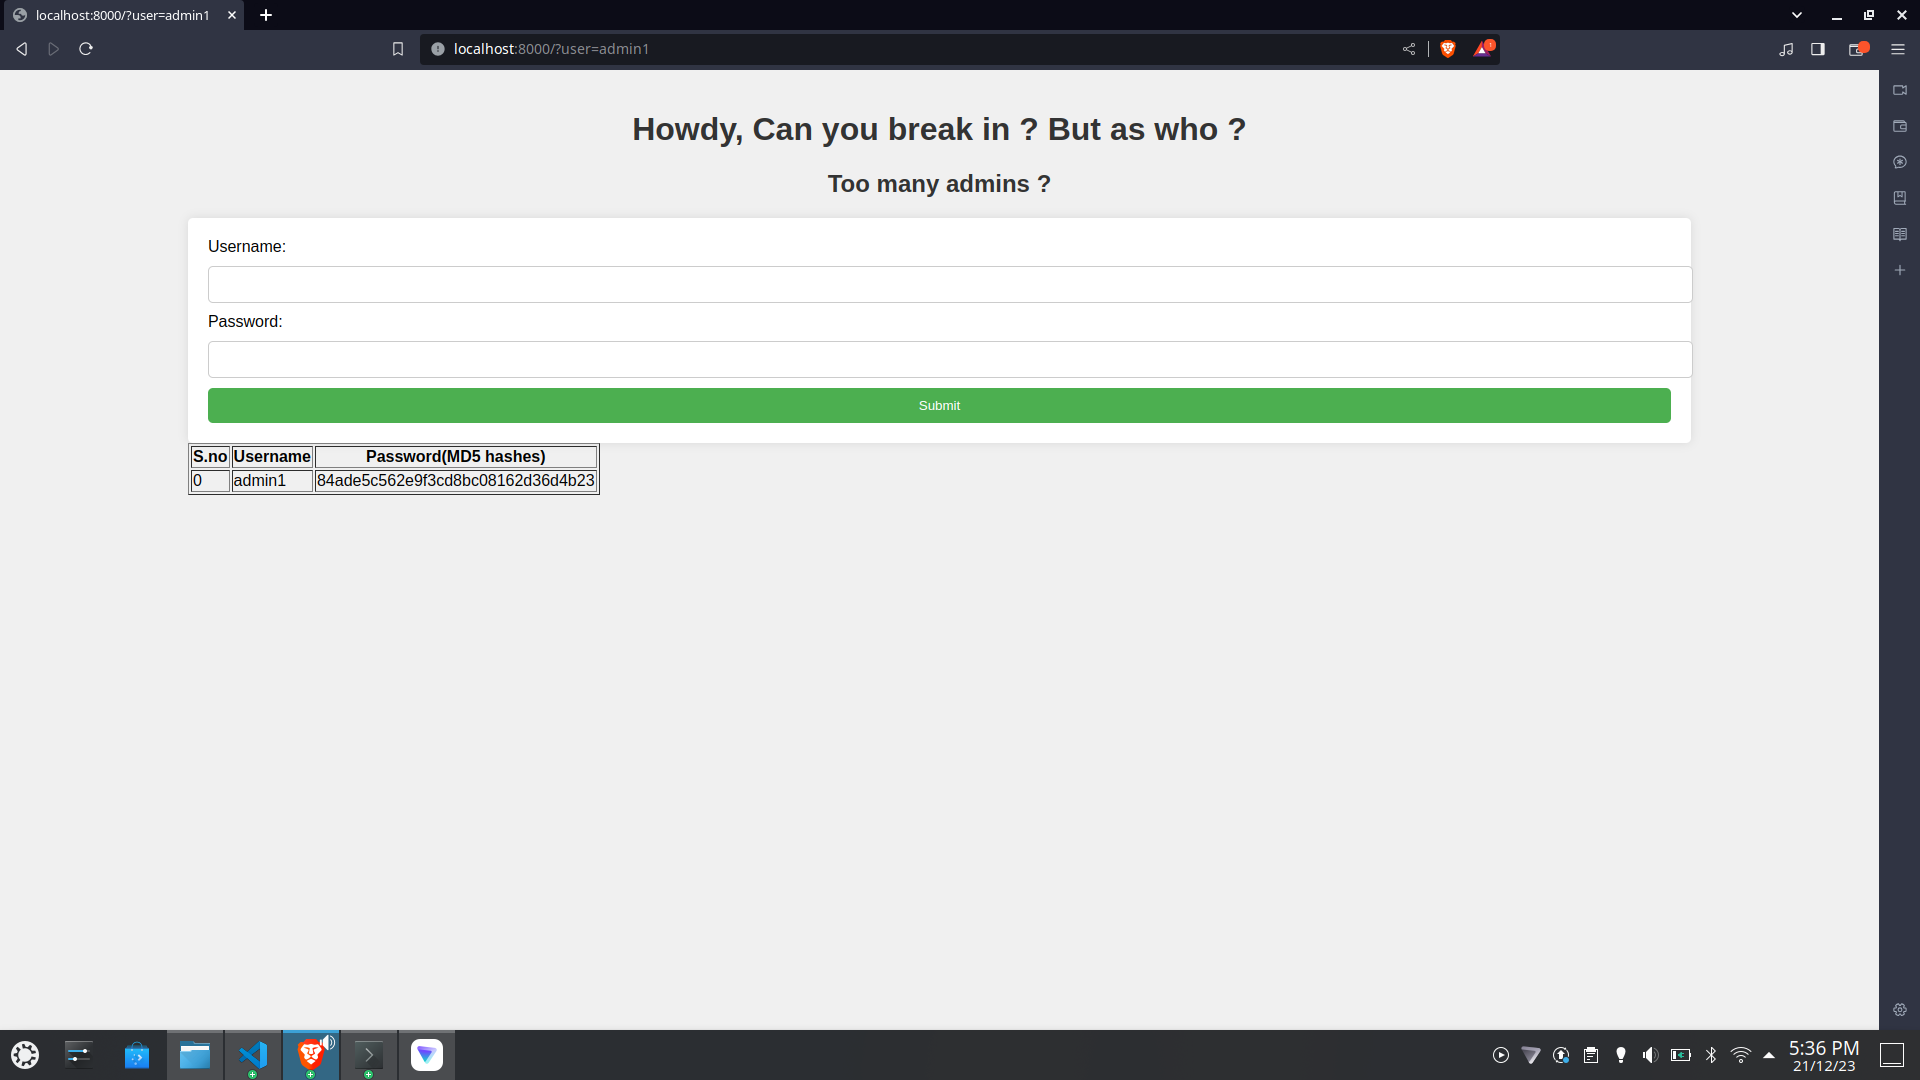 localhost:8000/?user=admin1
localhost:8000/?user=admin1
Howdy, Can you break in ? But as who ?
Too many admins ?
Username:
Password:
Submit
S.no Username Password(MD5 hashes)
0 admin1 84ade5c562e9f3cd8bc08162d36d4b23
5:36 PM
21/12/23